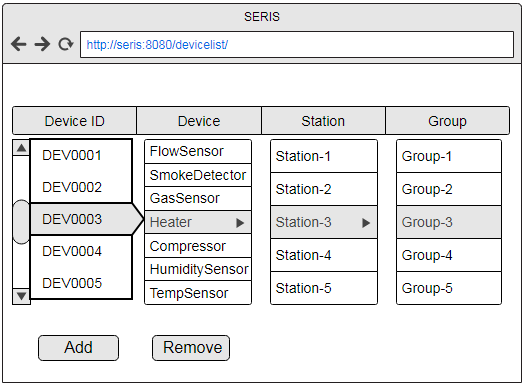 SERIS
http://seris:8080/devicelist/
Device ID Device Station Group
DEV0001
DEV0002
DEV0003
DEV0004
DEV0005
FlowSensor
SmokeDetector
GasSensor
Heater
Compressor
HumiditySensor
TempSensor
Station-1
Station-2
Station-3
Station-4
Station-5
Group-1
Group-2
Group-3
Group-4
Group-5
Add Remove